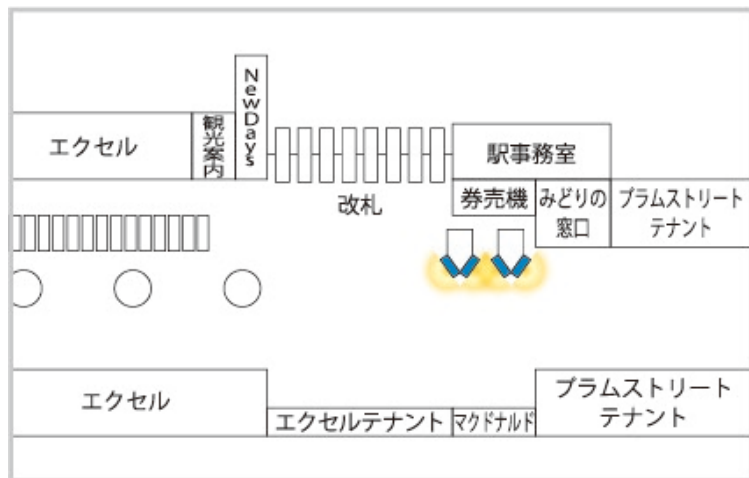 エクセル
観光案内
NewDays
改札
駅事務室
券売機
みどりの
窓口
プラムストリート
テナント
エクセル
エクセルテナント
マクドナルド
プラムストリート
テナント